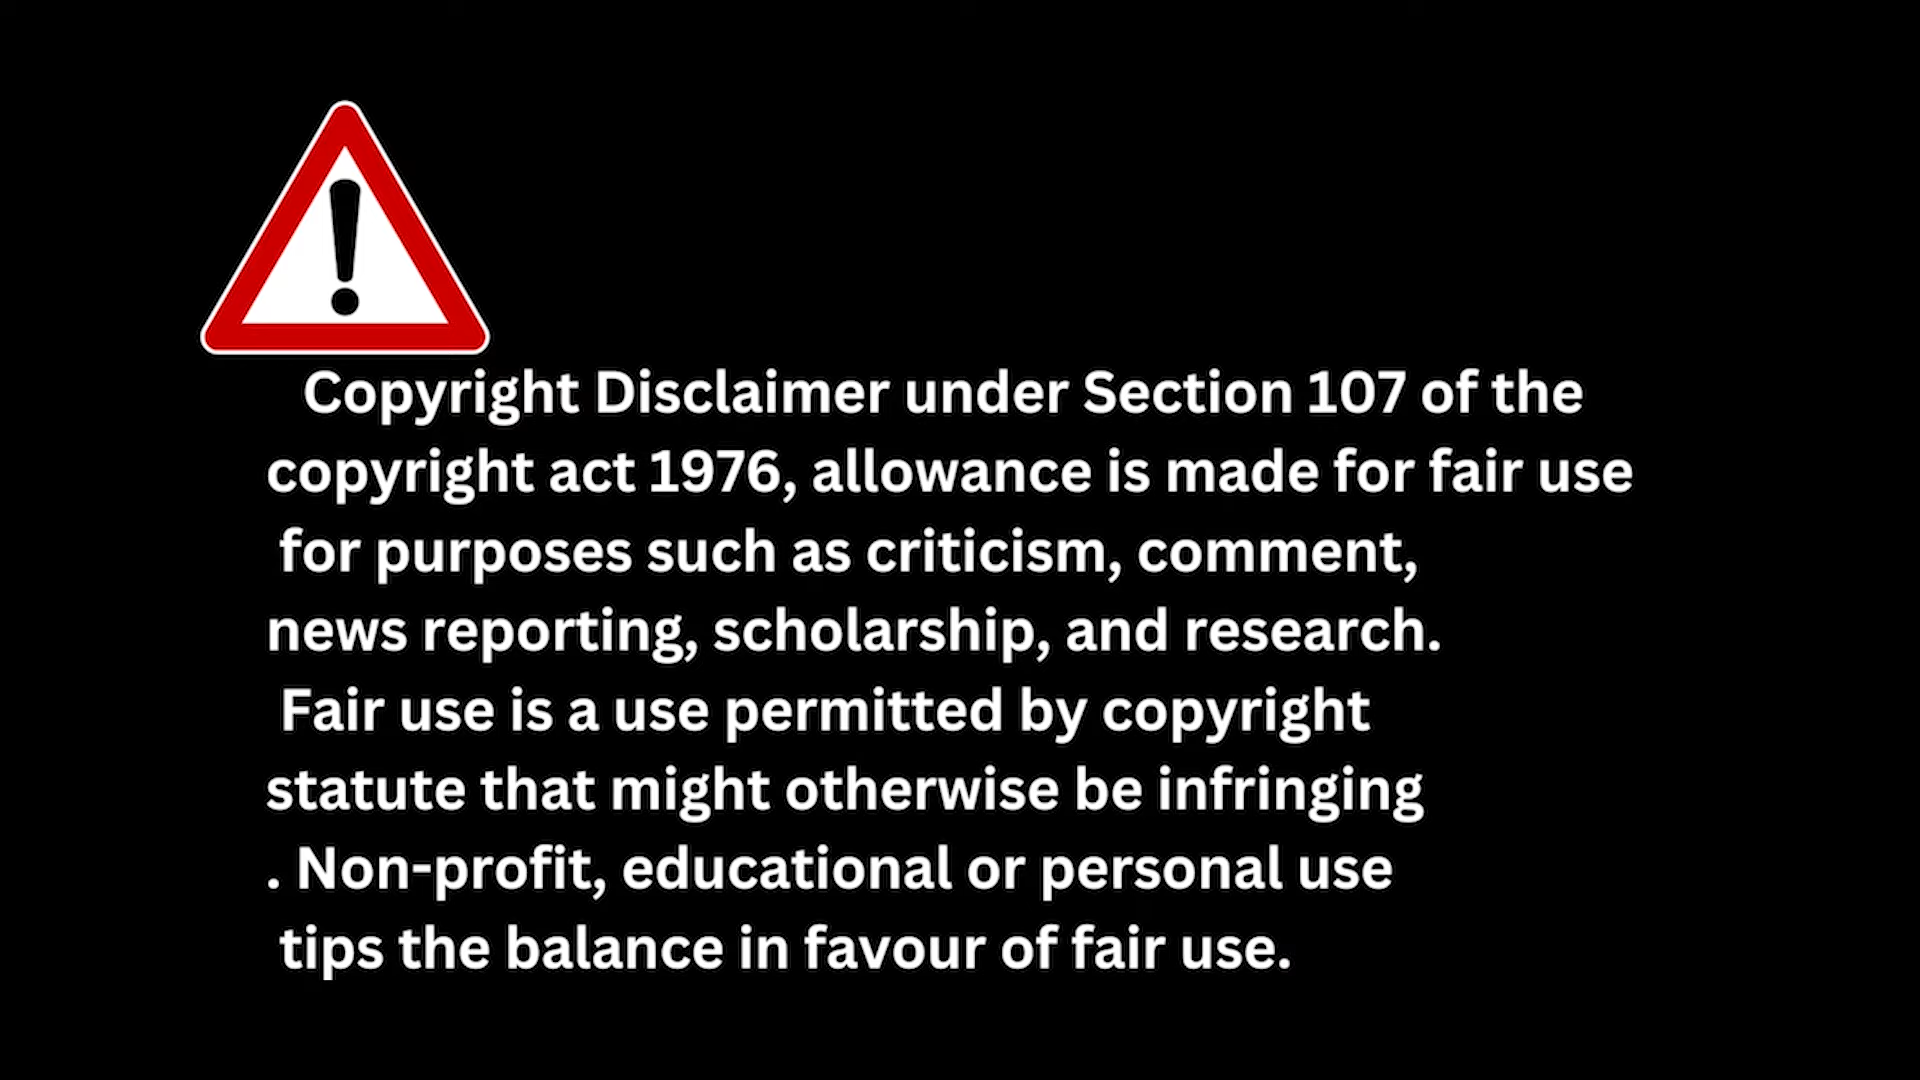 Copyright Disclaimer under Section 107 of the
copyright act 1976, allowance is made for fair use
for purposes such as criticism, comment,
news reporting, scholarship, and research.
Fair use is a use permitted by copyright
statute that might otherwise be infringing
. Non-profit, educational or personal use
tips the balance in favour of fair use.